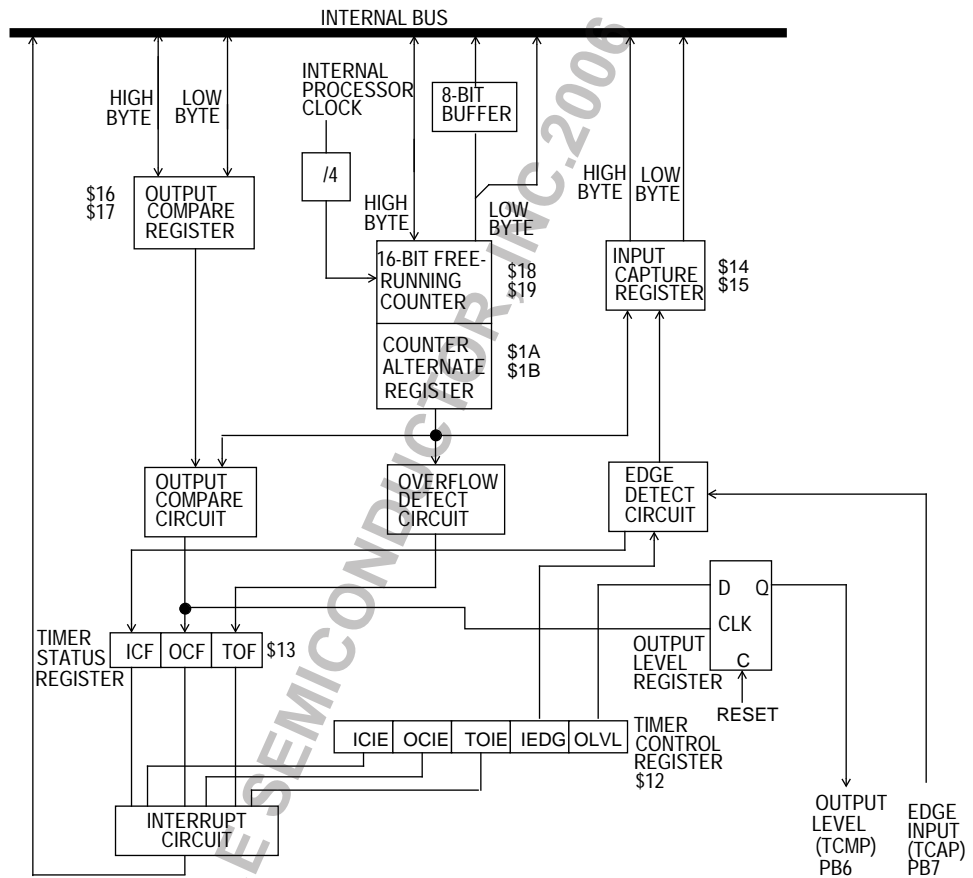 INTERNAL BUS
HIGH
BYTE
LOW
BYTE
INTERNAL
PROCESSOR
CLOCK
8-BIT
BUFFER
/4
HIGH
BYTE
LOW
BYTE
HIGH
BYTE
LOW
BYTE
$16
$17
OUTPUT
COMPARE
REGISTER
16-BIT FREE-
RUNNING
COUNTER
$18
$19
INPUT
CAPTURE
REGISTER
$14
$15
COUNTER
ALTERNATE
REGISTER
$1A
$1B
OUTPUT
COMPARE
CIRCUIT
OVERFLOW
DETECT
CIRCUIT
EDGE
DETECT
CIRCUIT
D Q
CLK
C
OUTPUT
LEVEL
REGISTER
RESET
TIMER
STATUS
REGISTER
ICF OCF TOF $13
ICIE OCIE TOIE IEDG OLVL
TIMER
CONTROL
REGISTER
$12
INTERRUPT
CIRCUIT
OUTPUT
LEVEL
(TCMP)
PB6
EDGE
INPUT
(TCAP)
PB7
E SEMICONDUCTOR, INC.2006